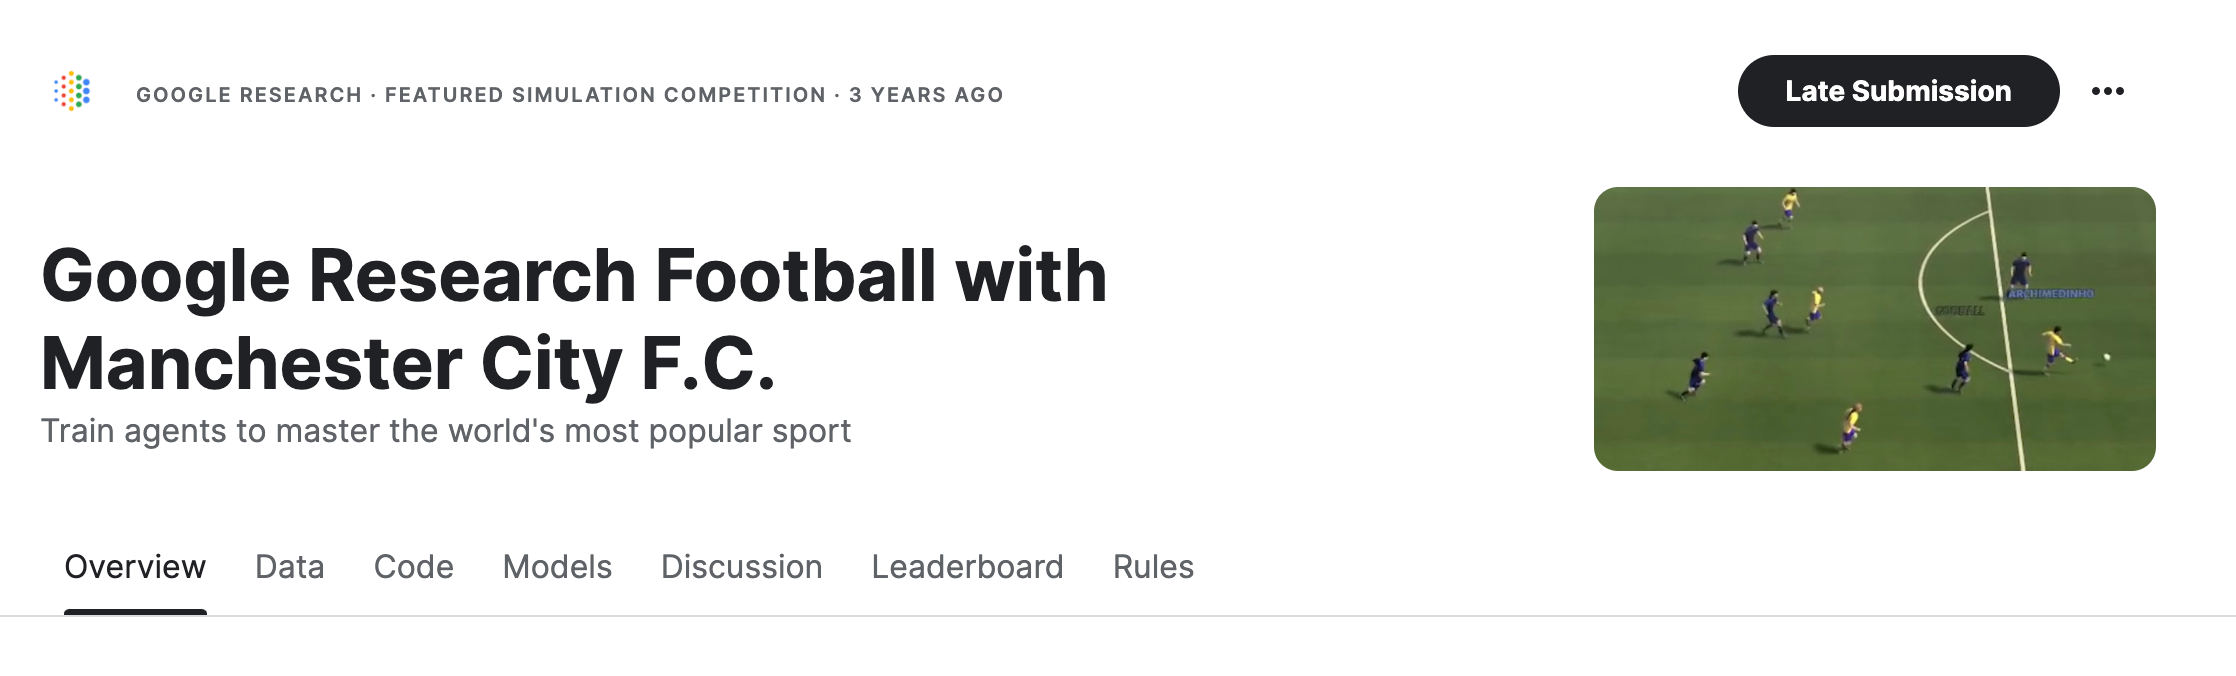 GOOGLE RESEARCH · FEATURED SIMULATION COMPETITION · 3 YEARS AGO
Late Submission
Google Research Football with
Manchester City F.C.
Train agents to master the world's most popular sport
ARCHIMEDINHO
Overview
Data
Code
Models
Discussion
Leaderboard
Rules